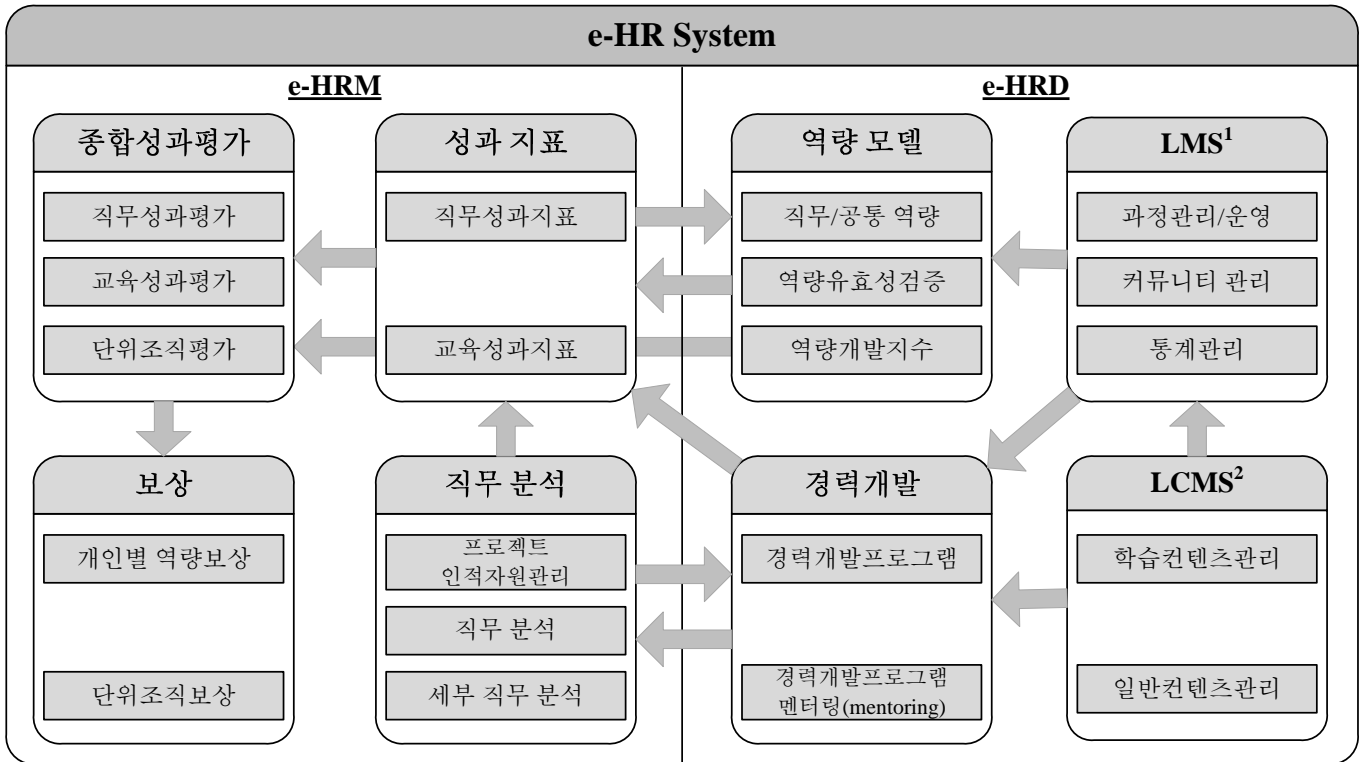 e-HR System
e-HRM
e-HRD
종합성과평가
직무성과평가
교육성과평가
단위조직평가
성과 지표
직무성과지표
교육성과지표
역량 모델
직무/공통 역량
역량유효성검증
역량개발지수
LMS¹
과정관리/운영
커뮤니티 관리
통계관리
보상
개인별 역량보상
단위조직보상
직무 분석
프로젝트
인적자원관리
직무 분석
세부 직무 분석
경력개발
경력개발프로그램
경력개발프로그램
멘터링(mentoring)
LCMS²
학습컨텐츠관리
일반컨텐츠관리